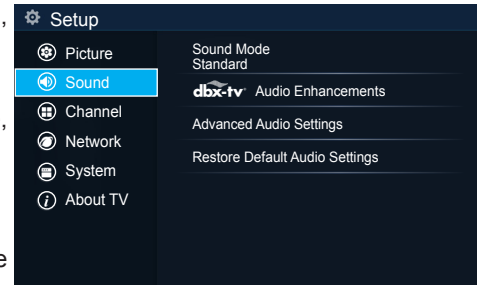 ,
Setup
Picture
Sound
Channel
,
Network
System
About TV
e
Sound Mode
Standard
dbx-tv Audio Enhancements
Advanced Audio Settings
Restore Default Audio Settings